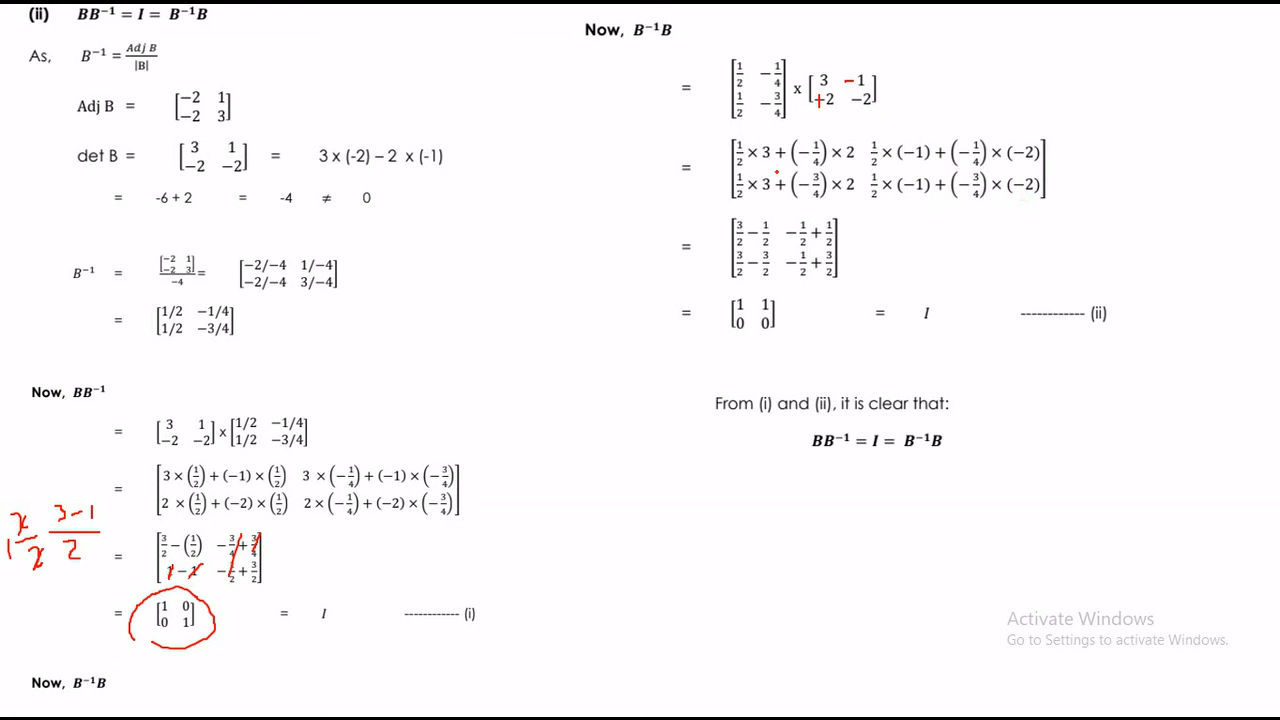 (ii) BB⁻¹ = I = B⁻¹B
As, B⁻¹ = Adj B / |B|
Adj B = [−2 1; −2 3]
det B = [3 1; −2 −2] = 3 x (-2) – 2 x (-1)
= -6 + 2 = -4 ≠ 0
B⁻¹ = [−2 1; −2 3] / −4 = [−2/−4 1/−4; −2/−4 3/−4]
= [1/2 −1/4; 1/2 −3/4]
Now, BB⁻¹
= [3 1; −2 −2] × [1/2 −1/4; 1/2 −3/4]
= [3 × (1/2) + (−1) × (1/2) 3 × (−1/4) + (−1) × (−3/4); 2 × (1/2) + (−2) × (1/2) 2 × (−1/4) + (−2) × (−3/4)]
1 x/x 3-1/2
= [3/2 − (1/2) −3/4 + 3/4; 1 − 1 −1/2 + 3/2]
= [1 0; 0 1] = I ------------ (i)
Now, B⁻¹B
Now, B⁻¹B
= [1/2 −1/4; 1/2 −3/4] x [3 −1; +2 −2]
= [1/2 × 3 + (−1/4) × 2 1/2 × (−1) + (−1/4) × (−2); 1/2 × 3 + (−3/4) × 2 1/2 × (−1) + (−3/4) × (−2)]
= [3/2 − 1/2 −1/2 + 1/2; 3/2 − 3/2 −1/2 + 3/2]
= [1 1; 0 0] = I ------------ (ii)
From (i) and (ii), it is clear that:
BB⁻¹ = I = B⁻¹B
Activate Windows
Go to Settings to activate Windows.